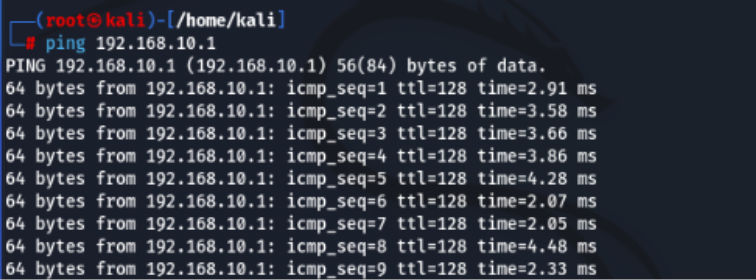 (root㉿kali)-[/home/kali]
# ping 192.168.10.1
PING 192.168.10.1 (192.168.10.1) 56(84) bytes of data.
64 bytes from 192.168.10.1: icmp_seq=1 ttl=128 time=2.91 ms
64 bytes from 192.168.10.1: icmp_seq=2 ttl=128 time=3.58 ms
64 bytes from 192.168.10.1: icmp_seq=3 ttl=128 time=3.66 ms
64 bytes from 192.168.10.1: icmp_seq=4 ttl=128 time=3.86 ms
64 bytes from 192.168.10.1: icmp_seq=5 ttl=128 time=4.28 ms
64 bytes from 192.168.10.1: icmp_seq=6 ttl=128 time=2.07 ms
64 bytes from 192.168.10.1: icmp_seq=7 ttl=128 time=2.05 ms
64 bytes from 192.168.10.1: icmp_seq=8 ttl=128 time=4.48 ms
64 bytes from 192.168.10.1: icmp_seq=9 ttl=128 time=2.33 ms